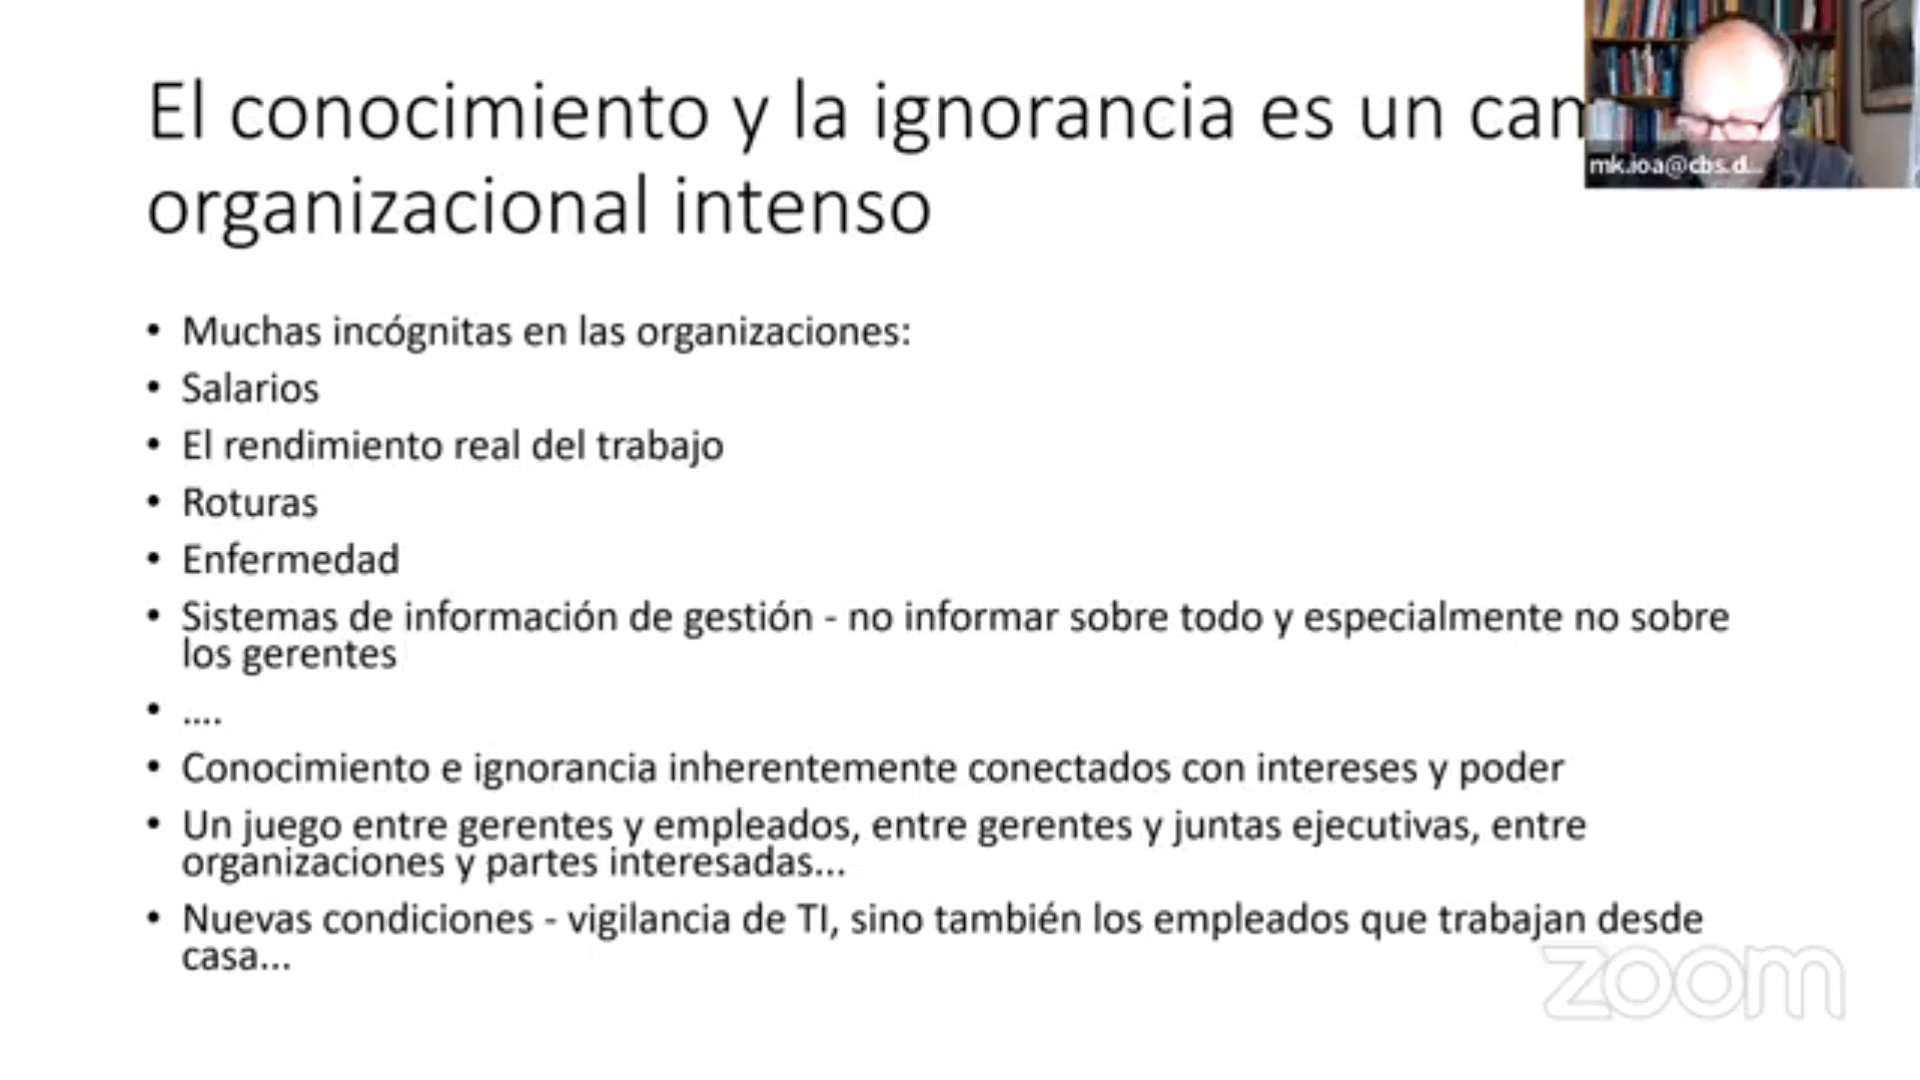 El conocimiento y la ignorancia es un
mk.ioa@cbs.d...
organizacional intenso
• Muchas incógnitas en las organizaciones:
• Salarios
• El rendimiento real del trabajo
• Roturas
• Enfermedad
• Sistemas de información de gestión - no informar sobre todo y especialmente no sobre
los gerentes
• ....
• Conocimiento e ignorancia inherentemente conectados con intereses y poder
• Un juego entre gerentes y empleados, entre gerentes y juntas ejecutivas, entre
organizaciones y partes interesadas...
• Nuevas condiciones - vigilancia de TI, sino también los empleados que trabajan desde
casa...
zoom